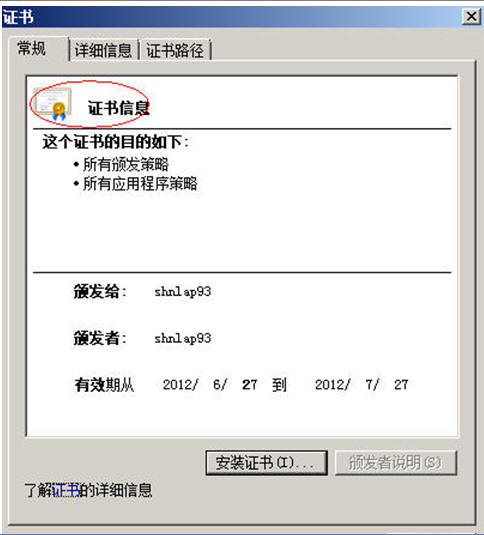 证书
常规 详细信息 证书路径
证书信息
这个证书的目的如下:
•所有颁发策略
•所有应用程序策略
颁发给: shnlap93
颁发者: shnlap93
有效期从 2012/ 6/ 27 到 2012/ 7/ 27
安装证书(I)... 颁发者说明(S)
了解证书的详细信息